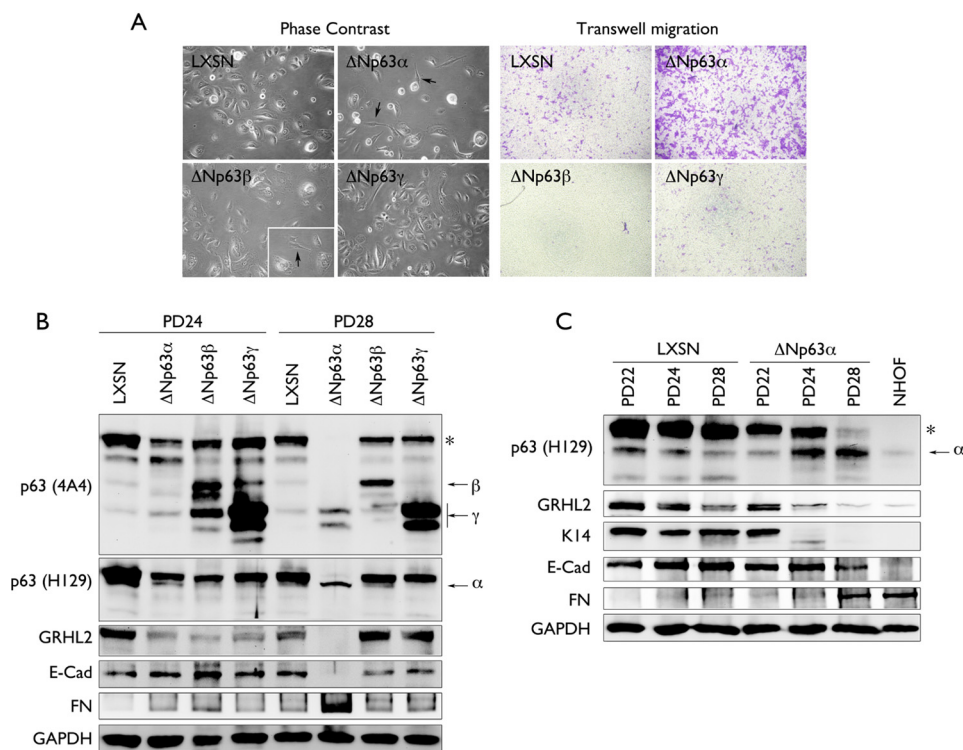 A
Phase Contrast
Transwell migration
LXSN
ΔNp63α
LXSN
ΔNp63α
ΔNp63β
ΔNp63γ
ΔNp63β
ΔNp63γ
B
PD24
PD28
LXSN
ΔNp63α
ΔNp63β
ΔNp63γ
LXSN
ΔNp63α
ΔNp63β
ΔNp63γ
p63 (4A4)
*
β
γ
p63 (H129)
α
GRHL2
E-Cad
FN
GAPDH
C
LXSN
ΔNp63α
PD22
PD24
PD28
PD22
PD24
PD28
NHOF
p63 (H129)
*
α
GRHL2
K14
E-Cad
FN
GAPDH